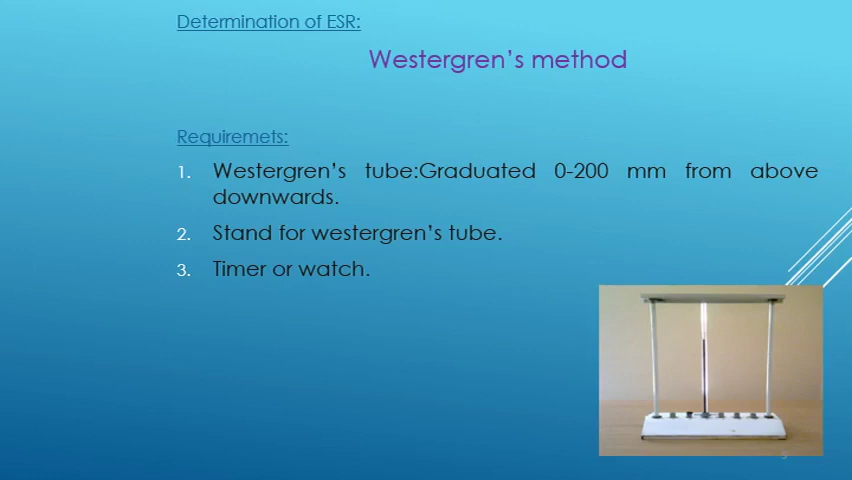 Determination of ESR:
Westergren's method
Requiremets:
1. Westergren's tube:Graduated 0-200 mm from above
downwards.
2. Stand for westergren's tube.
3. Timer or watch.
5